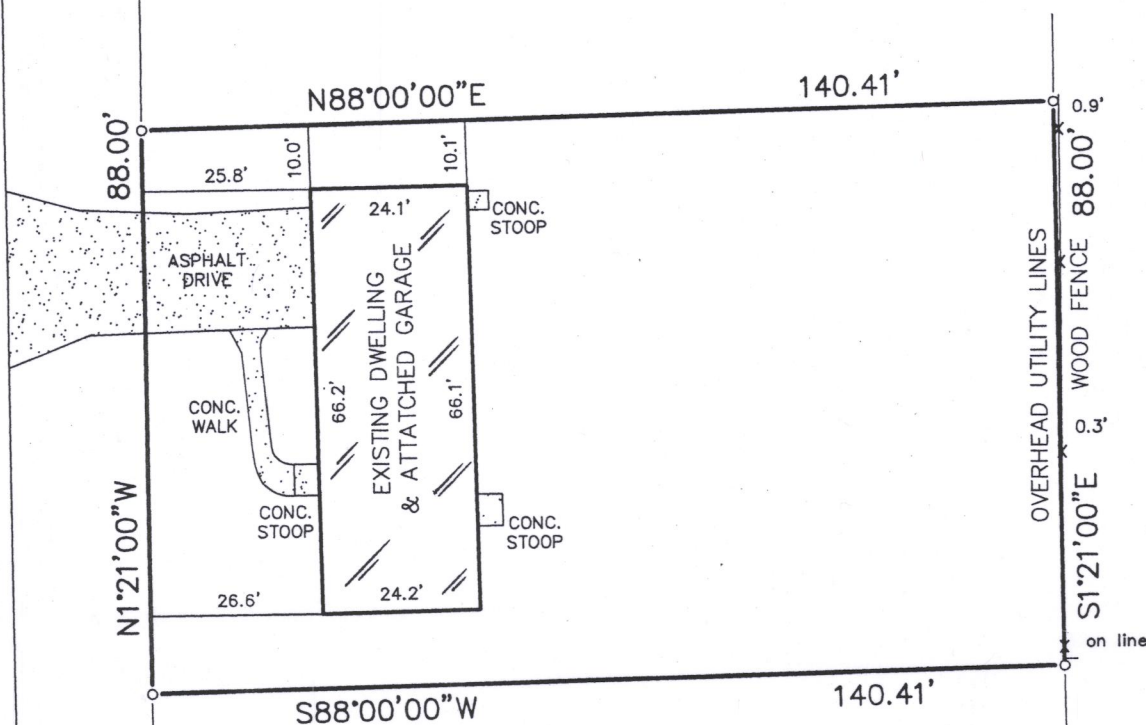 N88°00'00"E
140.41'
0.9'
88.00'
25.8'
10.0'
10.1'
88.00'
24.1'
CONC.
STOOP
ASPHALT
DRIVE
EXISTING DWELLING
& ATTATCHED GARAGE
66.2'
66.1'
CONC.
WALK
OVERHEAD UTILITY LINES
WOOD FENCE
0.3'
CONC.
STOOP
CONC.
STOOP
N1°21'00"W
26.6'
24.2'
S1°21'00"E
on line
S88°00'00"W
140.41'